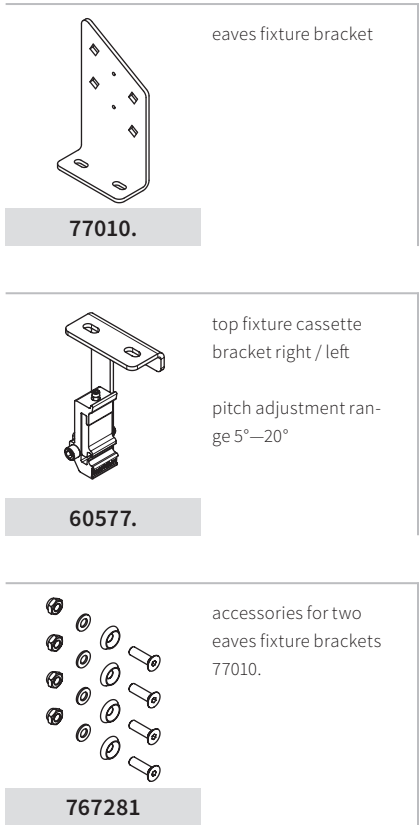 eaves fixture bracket
77010.
top fixture cassette
bracket right / left
pitch adjustment ran-
ge 5°—20°
60577.
accessories for two
eaves fixture brackets
77010.
767281